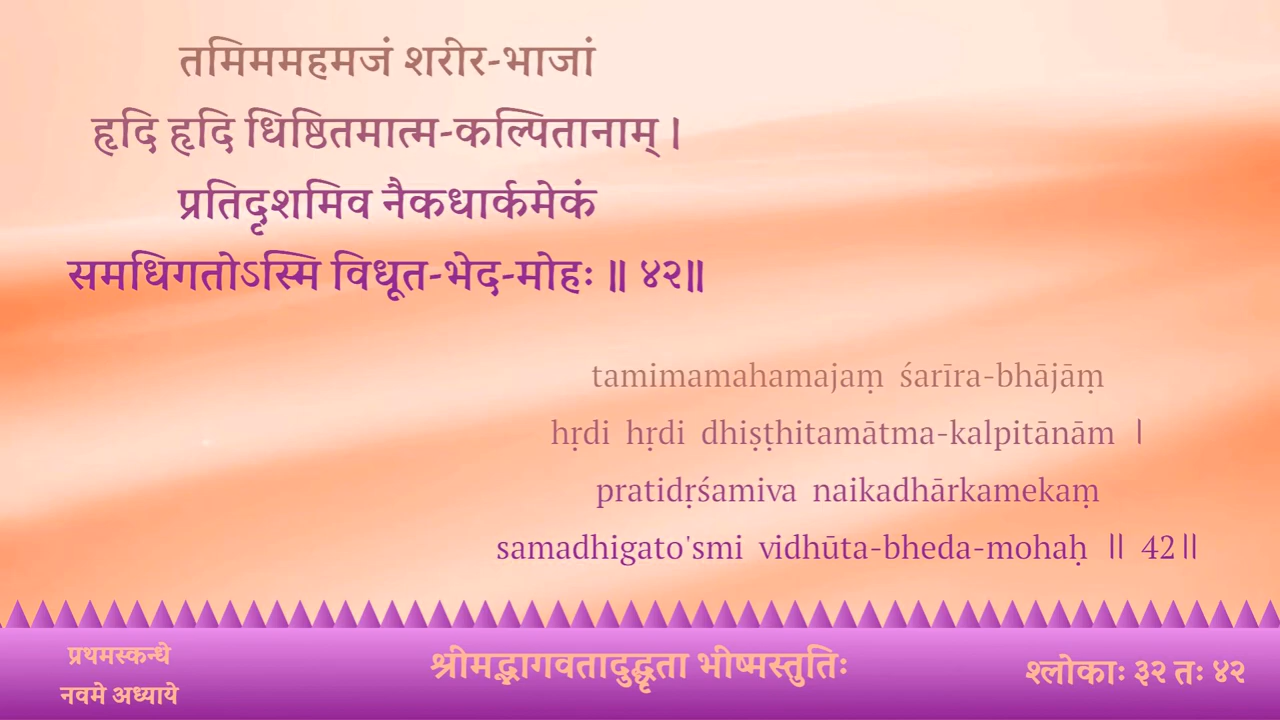 तमिममहमजं शरीर-भाजां
हृदि हृदि धिष्ठितमात्म-कल्पितानाम् ।
प्रतिदृशमिव नैकधार्कमेकं
समधिगतोऽस्मि विधूत-भेद-मोहः ॥ ४२॥
tamimamahamajaṃ śarīra-bhājāṃ
hṛdi hṛdi dhiṣṭhitamātma-kalpitānām ।
pratidṛśamiva naikadhārkamekaṃ
samadhigato'smi vidhūta-bheda-mohaḥ ॥ 42॥
प्रथमस्कन्धे
नवमे अध्याये
श्रीमद्भागवतादुद्धृता भीष्मस्तुतिः
श्लोकाः ३२ तः ४२